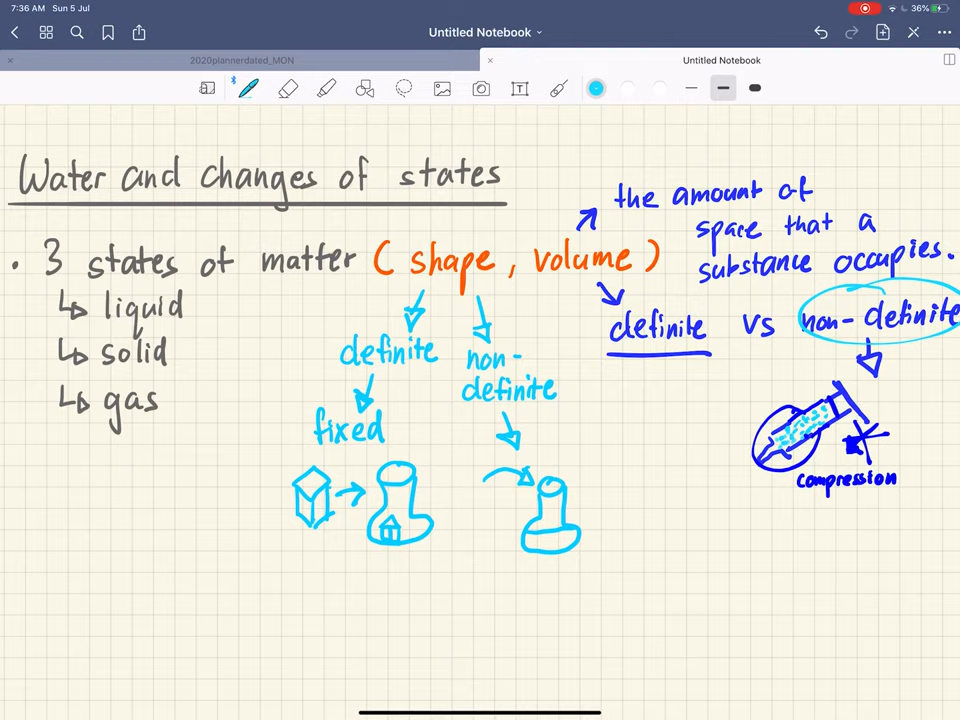 7:36 AM Sun 5 Jul
36%
Untitled Notebook
2020plannerdated_MON
Untitled Notebook
Water and changes of states
the amount of
space that a
substance occupies.
. 3 states of matter ( shape, volume )
↳ liquid
↳ solid
↳ gas
definite
fixed
non-
definite
definite vs non-definite
compression